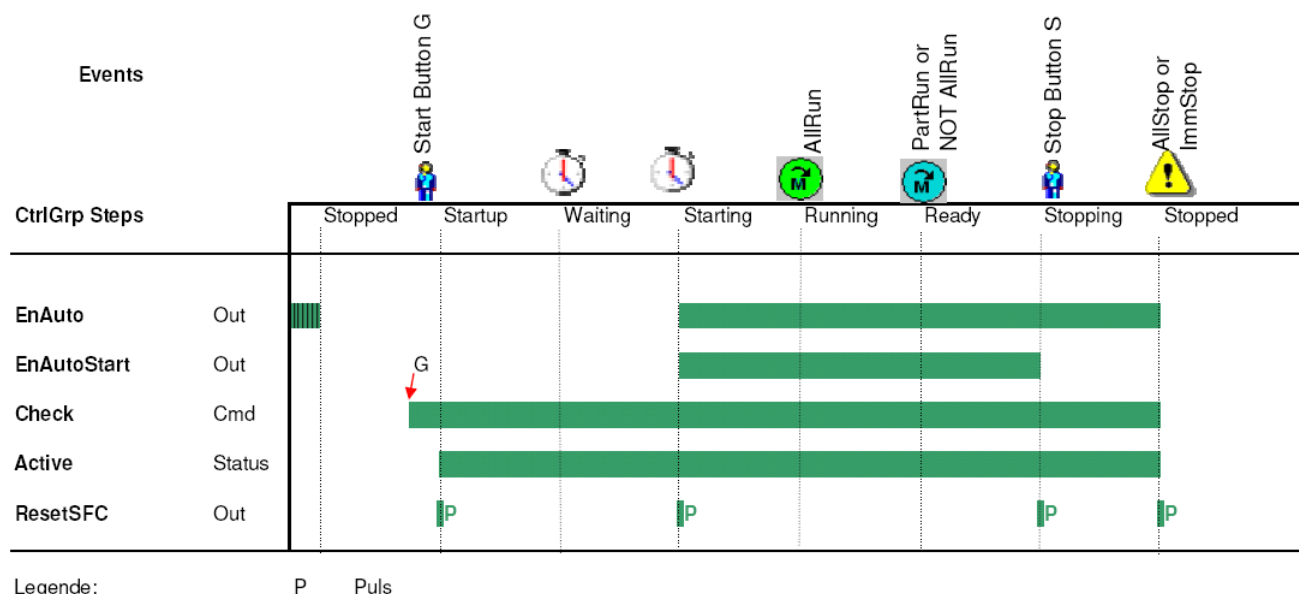 Events
Start Button G
AllRun
PartRun or
NOT AllRun
Stop Button S
AllStop or
ImmStop
M
M
CtrlGrp Steps
Stopped Startup Waiting Starting Running Ready Stopping Stopped
EnAuto Out
EnAutoStart Out
G
Check Cmd
Active Status
ResetSFC Out
P P P P
Legende: P Puls